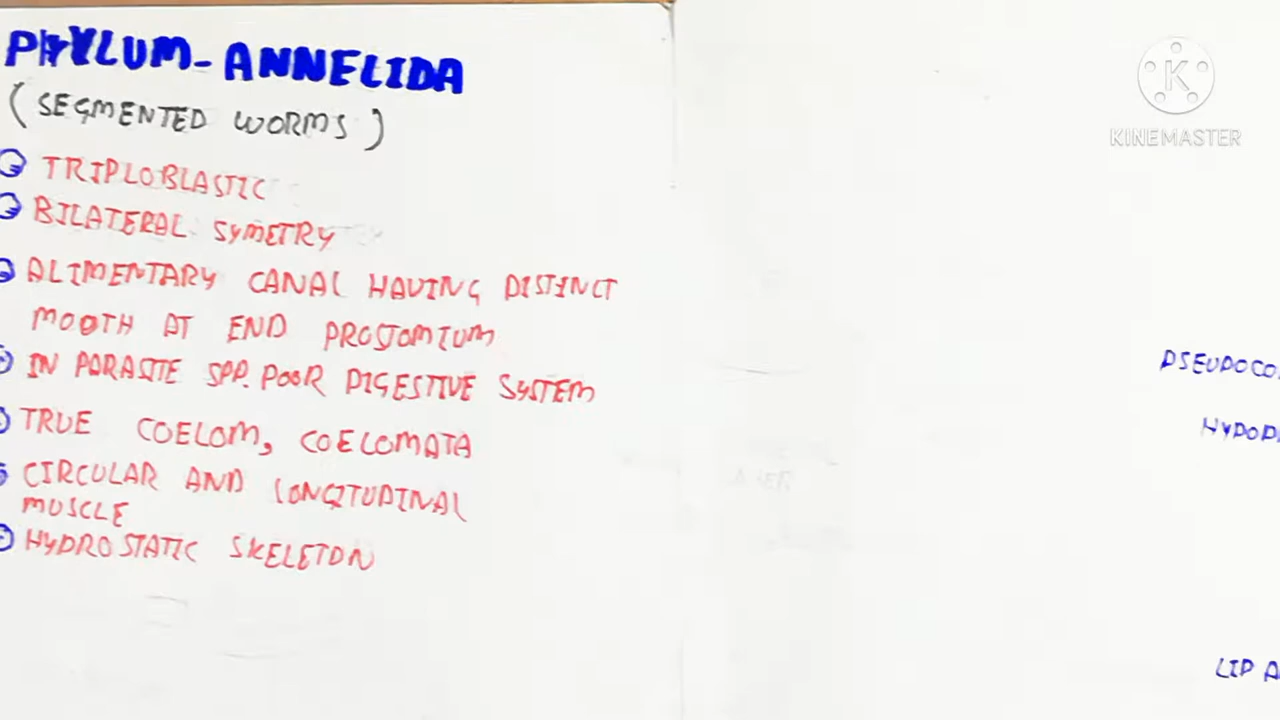 PHYLUM-ANNELIDA
(SEGMENTED WORMS)
TRIPLOBLASTIC
BILATERAL SYMETRY
ALIMENTARY CANAL HAVING DISTINCT
MOOTH AT END PROSTOMIUM
IN PARASITE SPP. POOR DIGESTIVE SYSTEM
TRUE COELOM, COELOMATA
CIRCULAR AND LONGITUDINAL
MUSCLE
HYDROSTATIC SKELETON
KINEMASTER
LIP